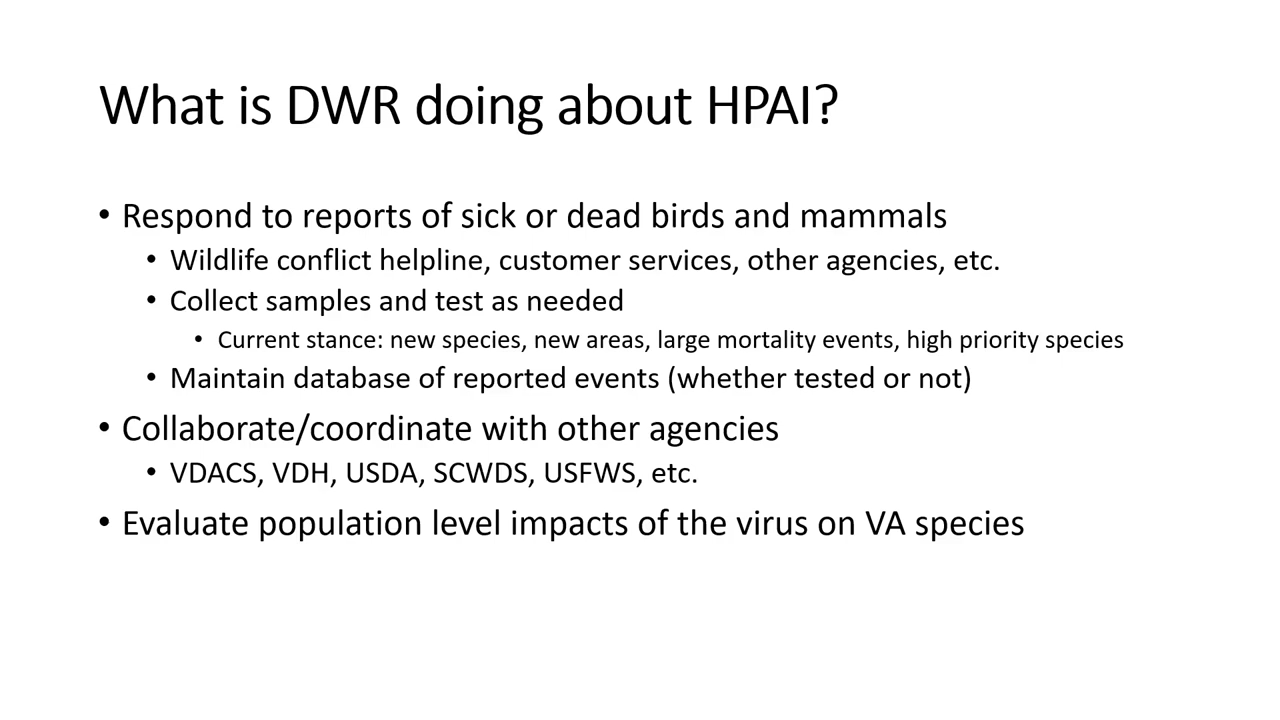 What is DWR doing about HPAI?
• Respond to reports of sick or dead birds and mammals
• Wildlife conflict helpline, customer services, other agencies, etc.
• Collect samples and test as needed
• Current stance: new species, new areas, large mortality events, high priority species
• Maintain database of reported events (whether tested or not)
• Collaborate/coordinate with other agencies
• VDACS, VDH, USDA, SCWDS, USFWS, etc.
• Evaluate population level impacts of the virus on VA species